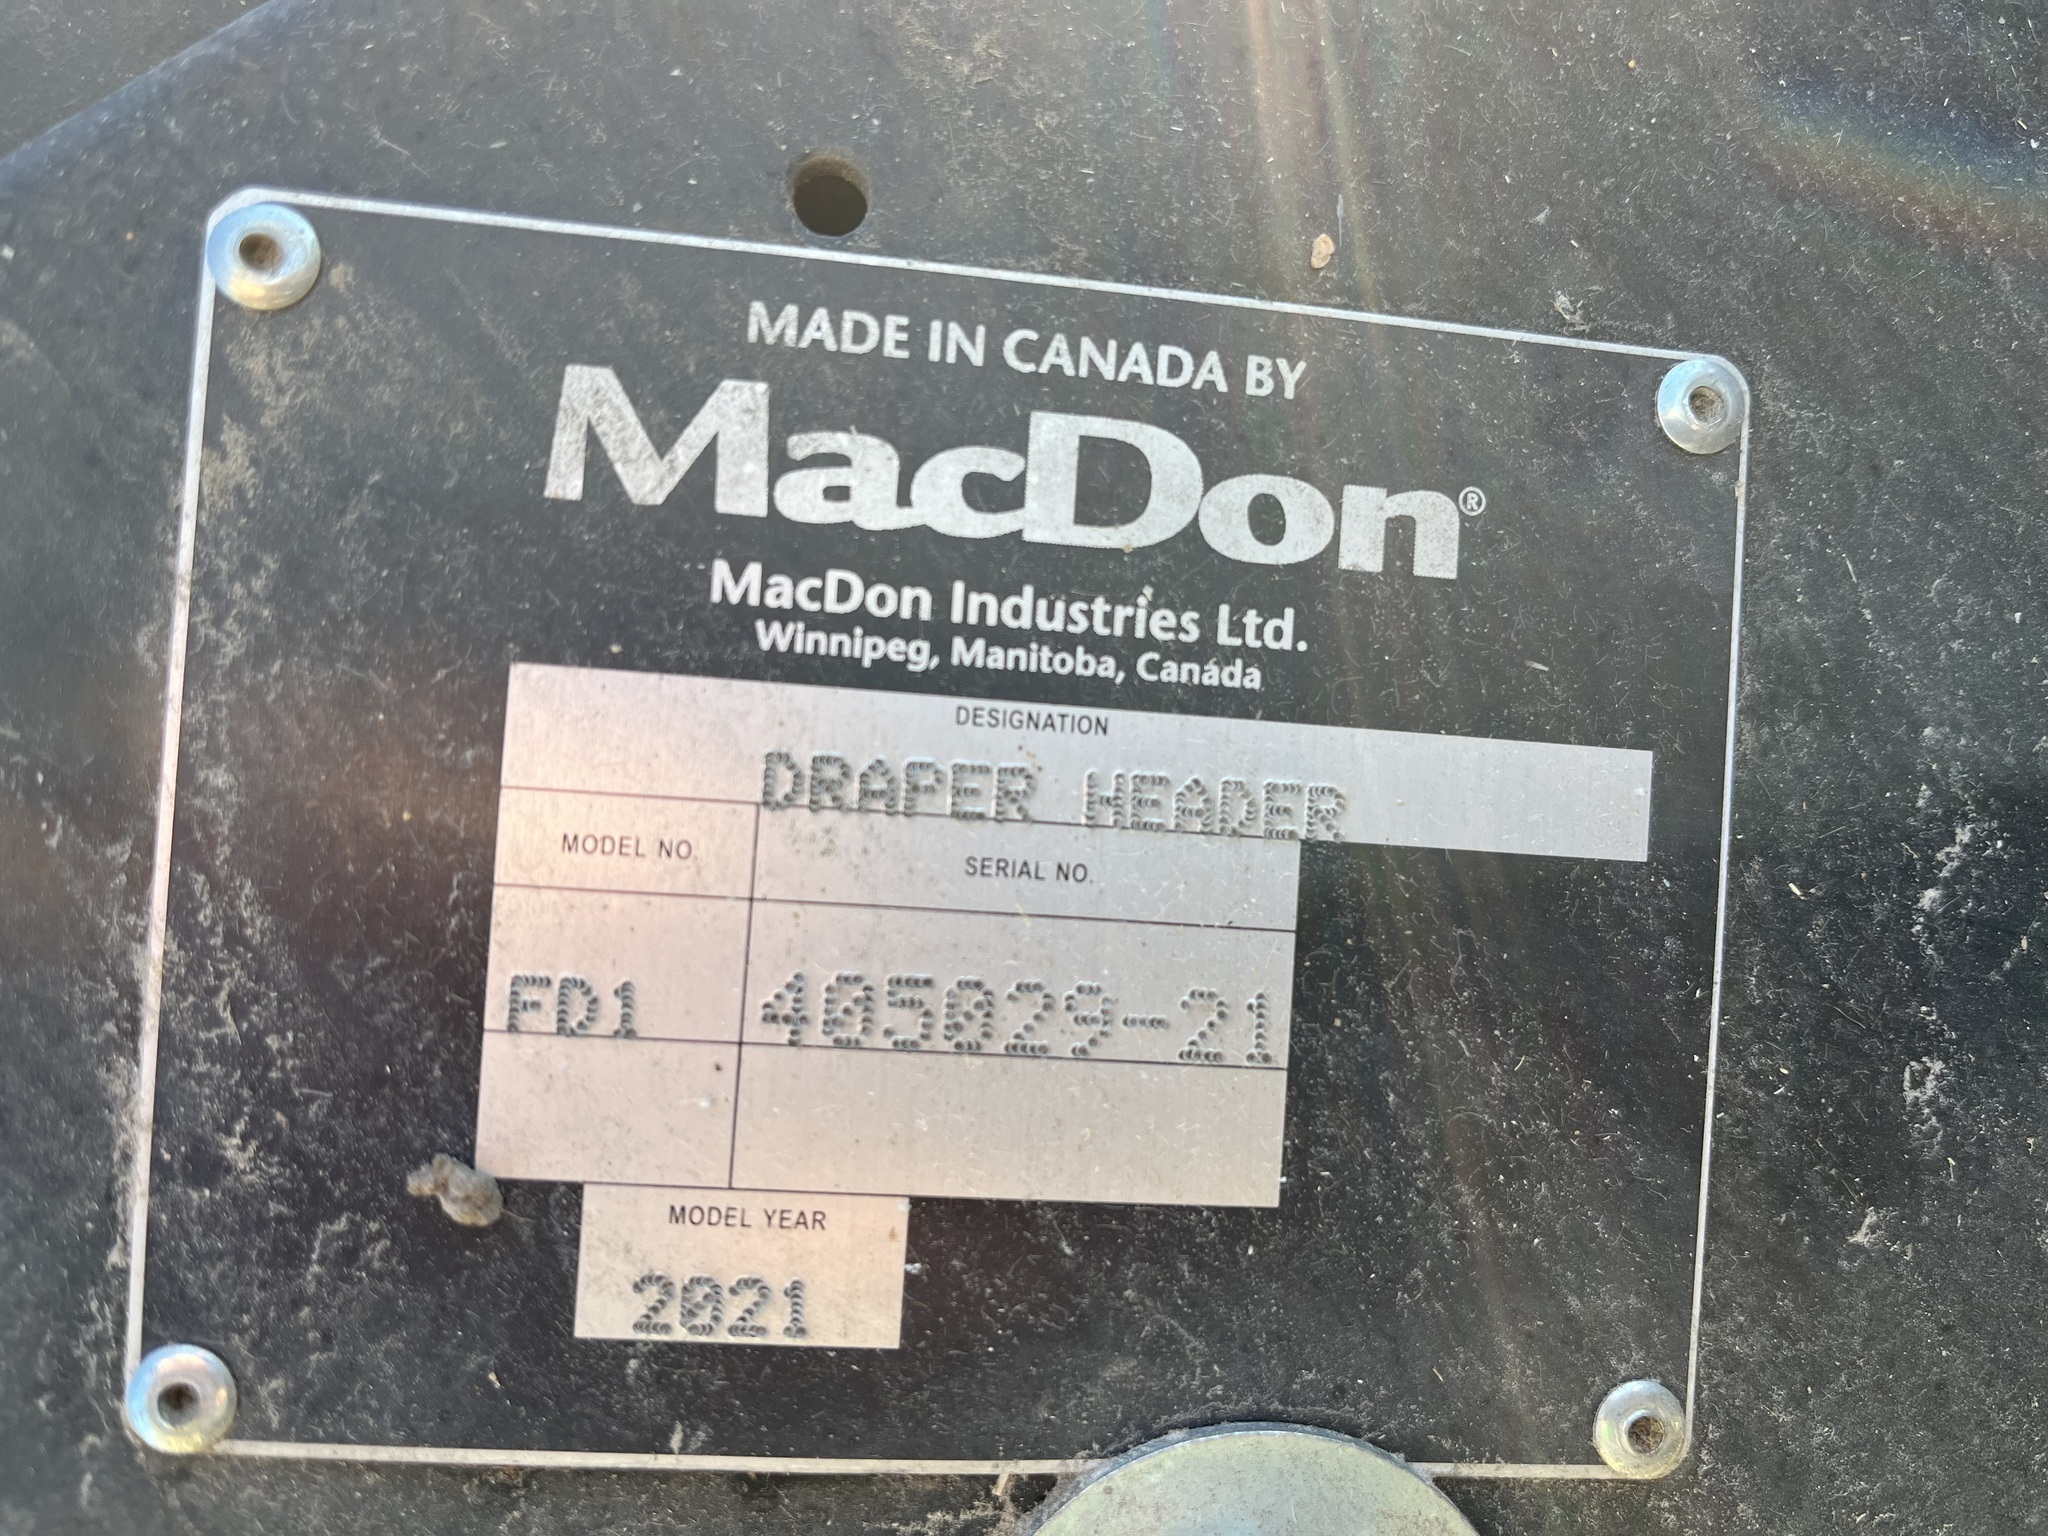 MADE IN CANADA BY
MacDon®
MacDon Industries Ltd.
Winnipeg, Manitoba, Canada
DESIGNATION
DRAPER HEADER
MODEL NO. SERIAL NO.
FD1 405029-21
MODEL YEAR
2021